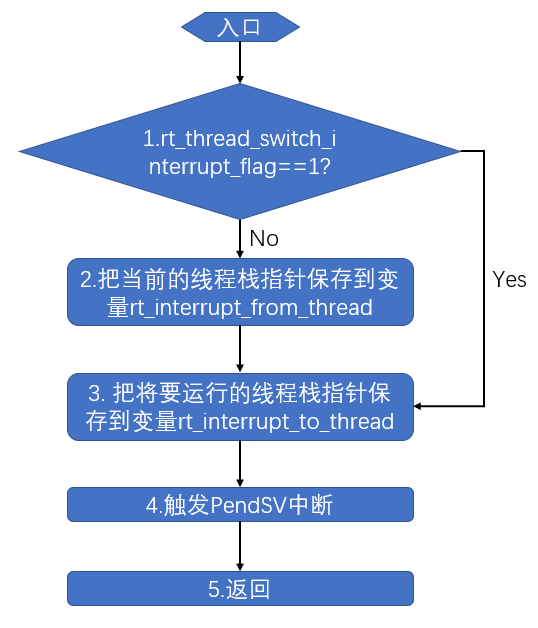 入口
1.rt_thread_switch_i
nterrupt_flag==1?
No
Yes
2.把当前的线程栈指针保存到变
量rt_interrupt_from_thread
3. 把将要运行的线程栈指针保
存到变量rt_interrupt_to_thread
4.触发PendSV中断
5.返回